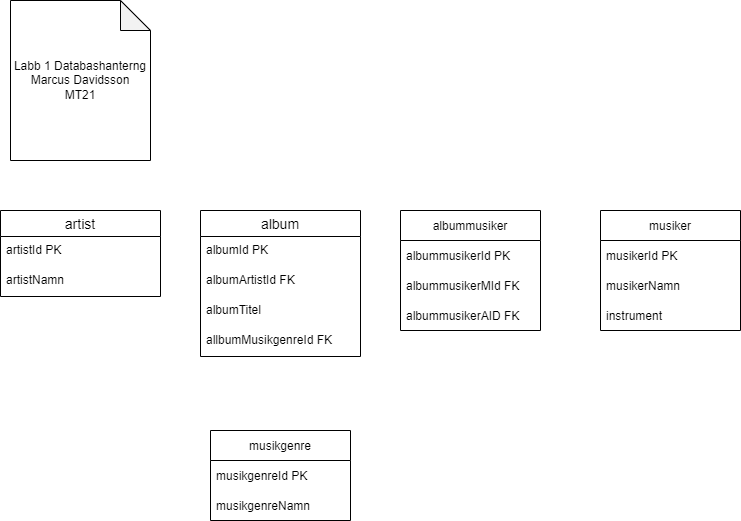 Labb 1 Databashanterng
Marcus Davidsson
MT21
artist
artistId PK
artistNamn
album
albumId PK
albumArtistId FK
albumTitel
allbumMusikgenreId FK
albummusiker
albummusikerId PK
albummusikerMId FK
albummusikerAID FK
musiker
musikerId PK
musikerNamn
instrument
musikgenre
musikgenreId PK
musikgenreNamn